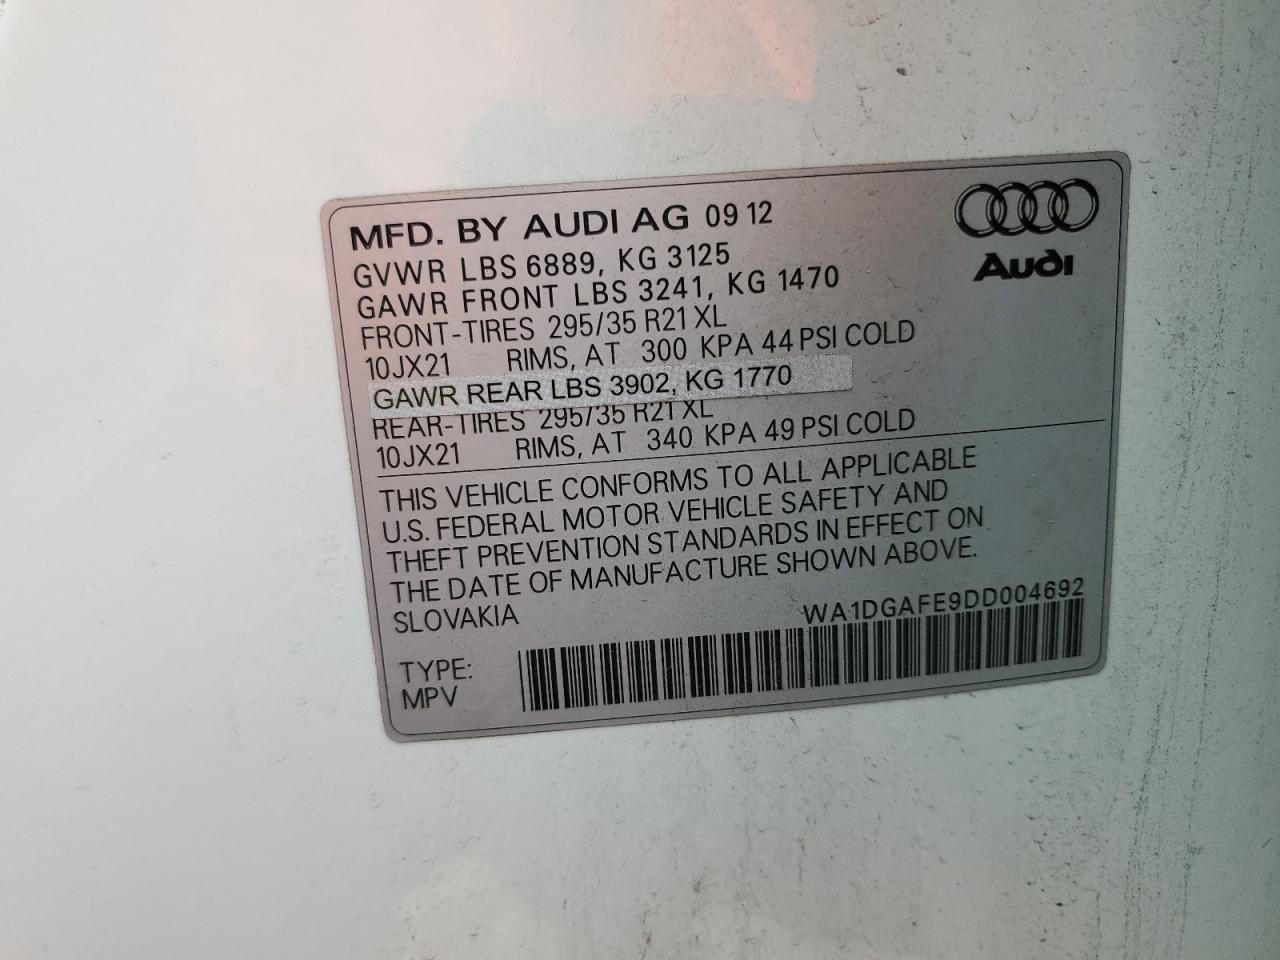 MFD. BY AUDI AG 09 12
GVWR LBS 6889, KG 3125
GAWR FRONT LBS 3241, KG 1470
FRONT-TIRES 295/35 R21 XL
10JX21 RIMS, AT 300 KPA 44 PSI COLD
GAWR REAR LBS 3902, KG 1770
REAR-TIRES 295/35 R21 XL
10JX21 RIMS, AT 340 KPA 49 PSI COLD
Audi
THIS VEHICLE CONFORMS TO ALL APPLICABLE
U.S. FEDERAL MOTOR VEHICLE SAFETY AND
THEFT PREVENTION STANDARDS IN EFFECT ON
THE DATE OF MANUFACTURE SHOWN ABOVE.
SLOVAKIA WA1DGAFE9DD004692
TYPE:
MPV